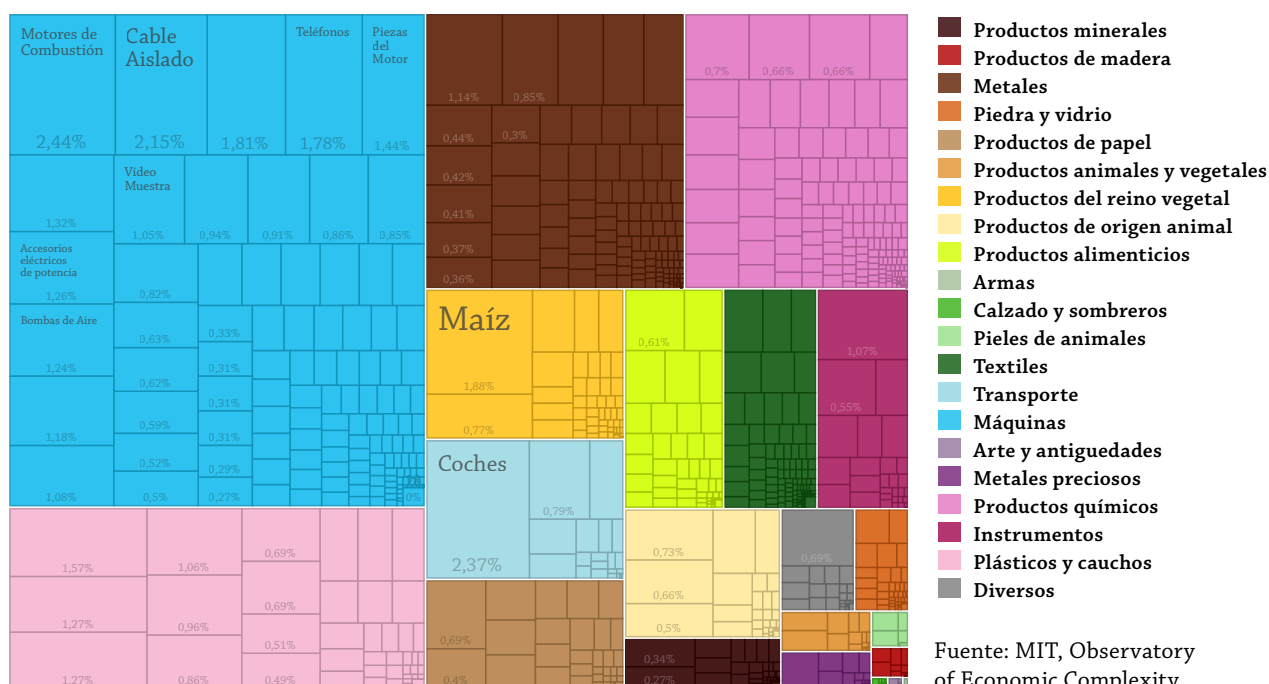 Motores de
Combustión
2,44%
Cable
Aislado
2,15%
1,81%
Teléfonos
1,78%
Piezas
del
Motor
1,44%
1,32%
Accesorios
eléctricos
de potencia
1,26%
Bombas de Aire
1,24%
1,18%
1,08%
Vídeo
Muestra
1,05%
0,94%
0,91%
0,86%
0,85%
0,82%
0,63%
0,62%
0,59%
0,52%
0,5%
0,33%
0,31%
0,31%
0,31%
0,29%
0,27%
0%
1,14%
0,85%
0,44%
0,3%
0,42%
0,41%
0,37%
0,36%
0,7%
0,66%
0,66%
Maíz
1,88%
0,77%
0,61%
1,07%
0,55%
Coches
2,37%
0,79%
1,57%
1,27%
1,27%
1,06%
0,96%
0,86%
0,69%
0,69%
0,51%
0,49%
0,69%
0,4%
0,73%
0,66%
0,5%
0,69%
0,34%
0,27%
Productos minerales
Productos de madera
Metales
Piedra y vidrio
Productos de papel
Productos animales y vegetales
Productos del reino vegetal
Productos de origen animal
Productos alimenticios
Armas
Calzado y sombreros
Pieles de animales
Textiles
Transporte
Máquinas
Arte y antiguedades
Metales preciosos
Productos químicos
Instrumentos
Plásticos y cauchos
Diversos
Fuente: MIT, Observatory
of Economic Complexity